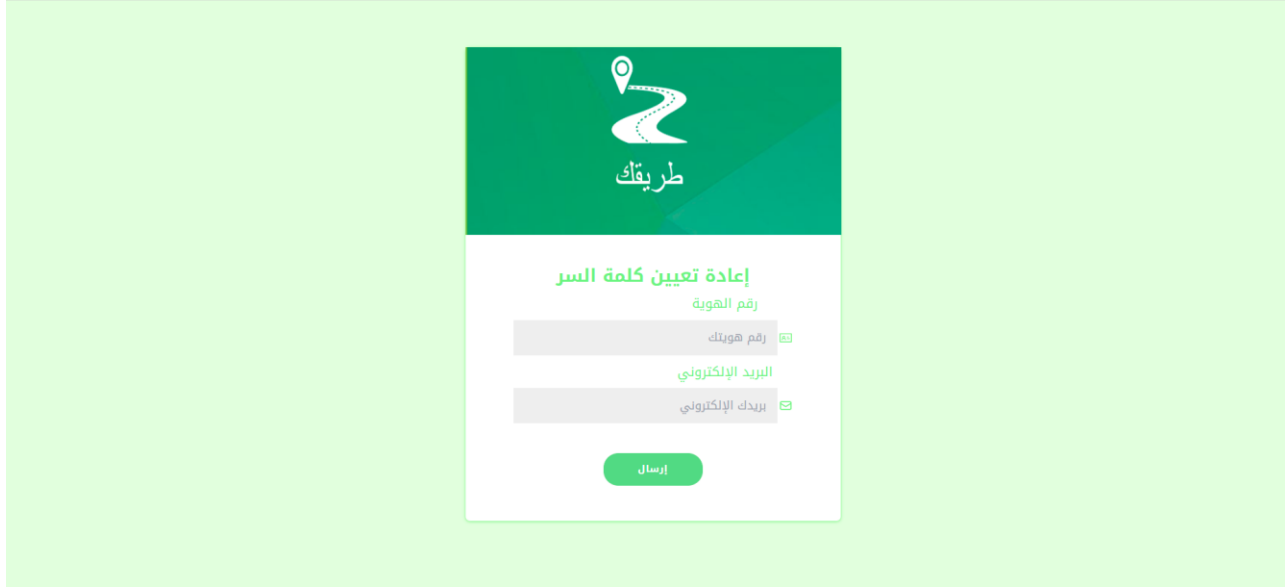 طريقك
إعادة تعيين كلمة السر
رقم الهوية
رقم هويتك
البريد الإلكتروني
بريدك الإلكتروني
إرسال